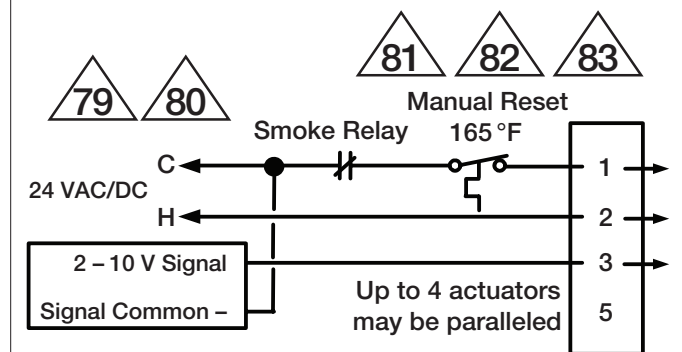 81 82 83
79 80
Manual Reset
Smoke Relay 165 °F
C 1
24 VAC/DC
H 2
2 – 10 V Signal 3
Signal Common –
Up to 4 actuators
may be paralleled 5